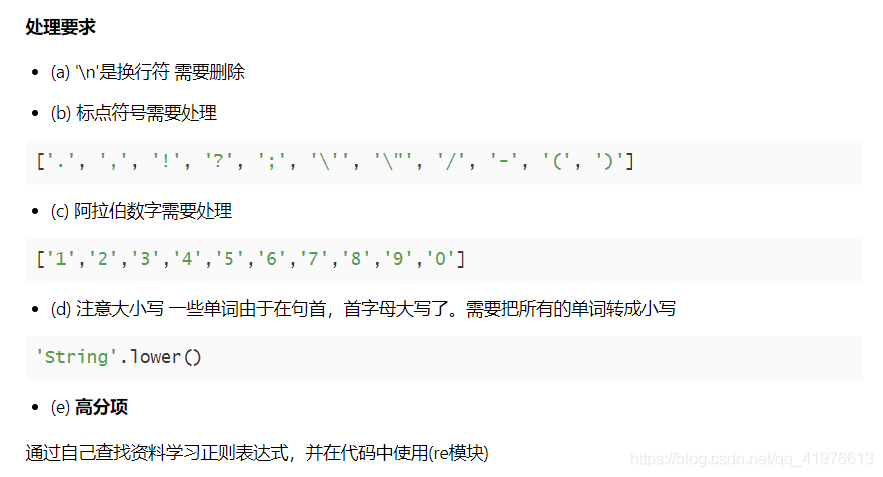 处理要求
(a) '\n'是换行符 需要删除
(b) 标点符号需要处理
['.', ',', '!', '?', ';', '\'', '\"', '/', '-', '(', ')']
(c) 阿拉伯数字需要处理
['1','2','3','4','5','6','7','8','9','0']
(d) 注意大小写 一些单词由于在句首，首字母大写了。需要把所有的单词转成小写
'String'.lower()
(e) 高分项
通过自己查找资料学习正则表达式，并在代码中使用(re模块)
https://blog.csdn.net/qq_41976613